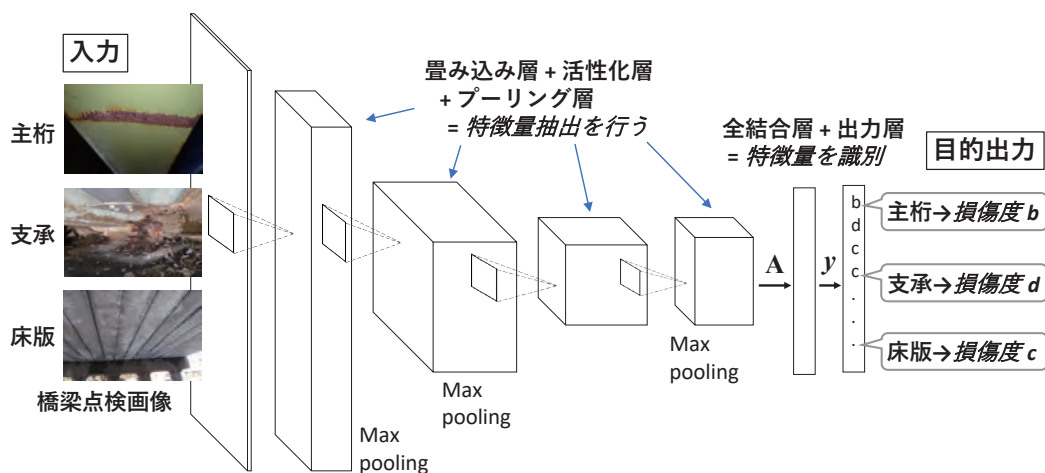 入力
主桁
支承
床版
橋梁点検画像
畳み込み層 + 活性化層
+ プーリング層
= 特徴量抽出を行う
Max
pooling
Max
pooling
Max
pooling
全結合層 + 出力層
= 特徴量を識別
目的出力
A
y
b
d
c
c
.
.
.
主桁→損傷度 b
支承→損傷度 d
床版→損傷度 c